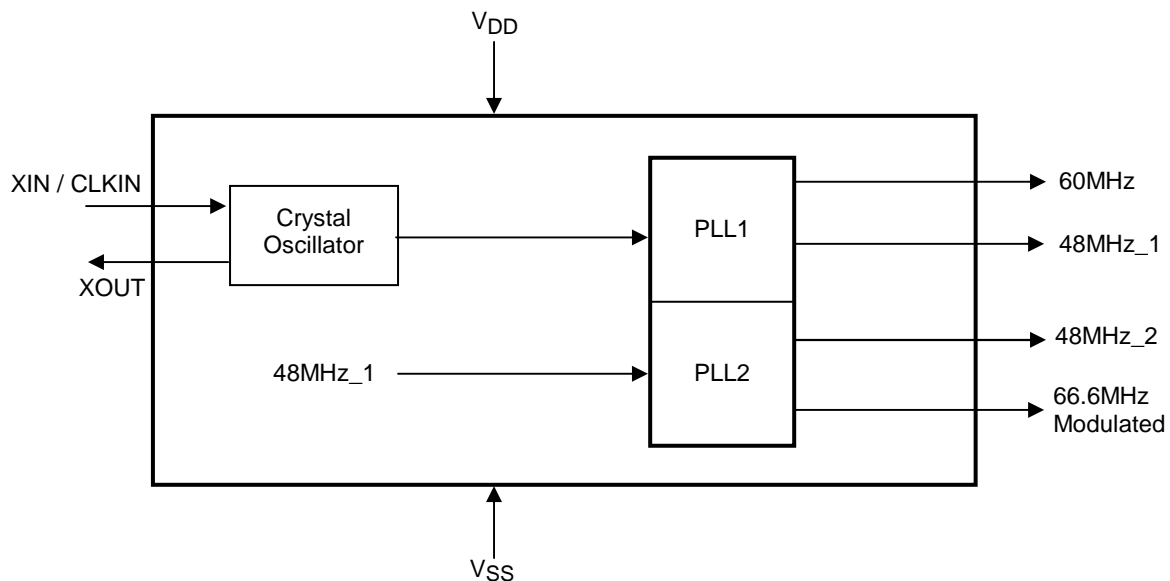 VDD
XIN / CLKIN
XOUT
Crystal
Oscillator
48MHz_1
PLL1
PLL2
60MHz
48MHz_1
48MHz_2
66.6MHz
Modulated
VSS